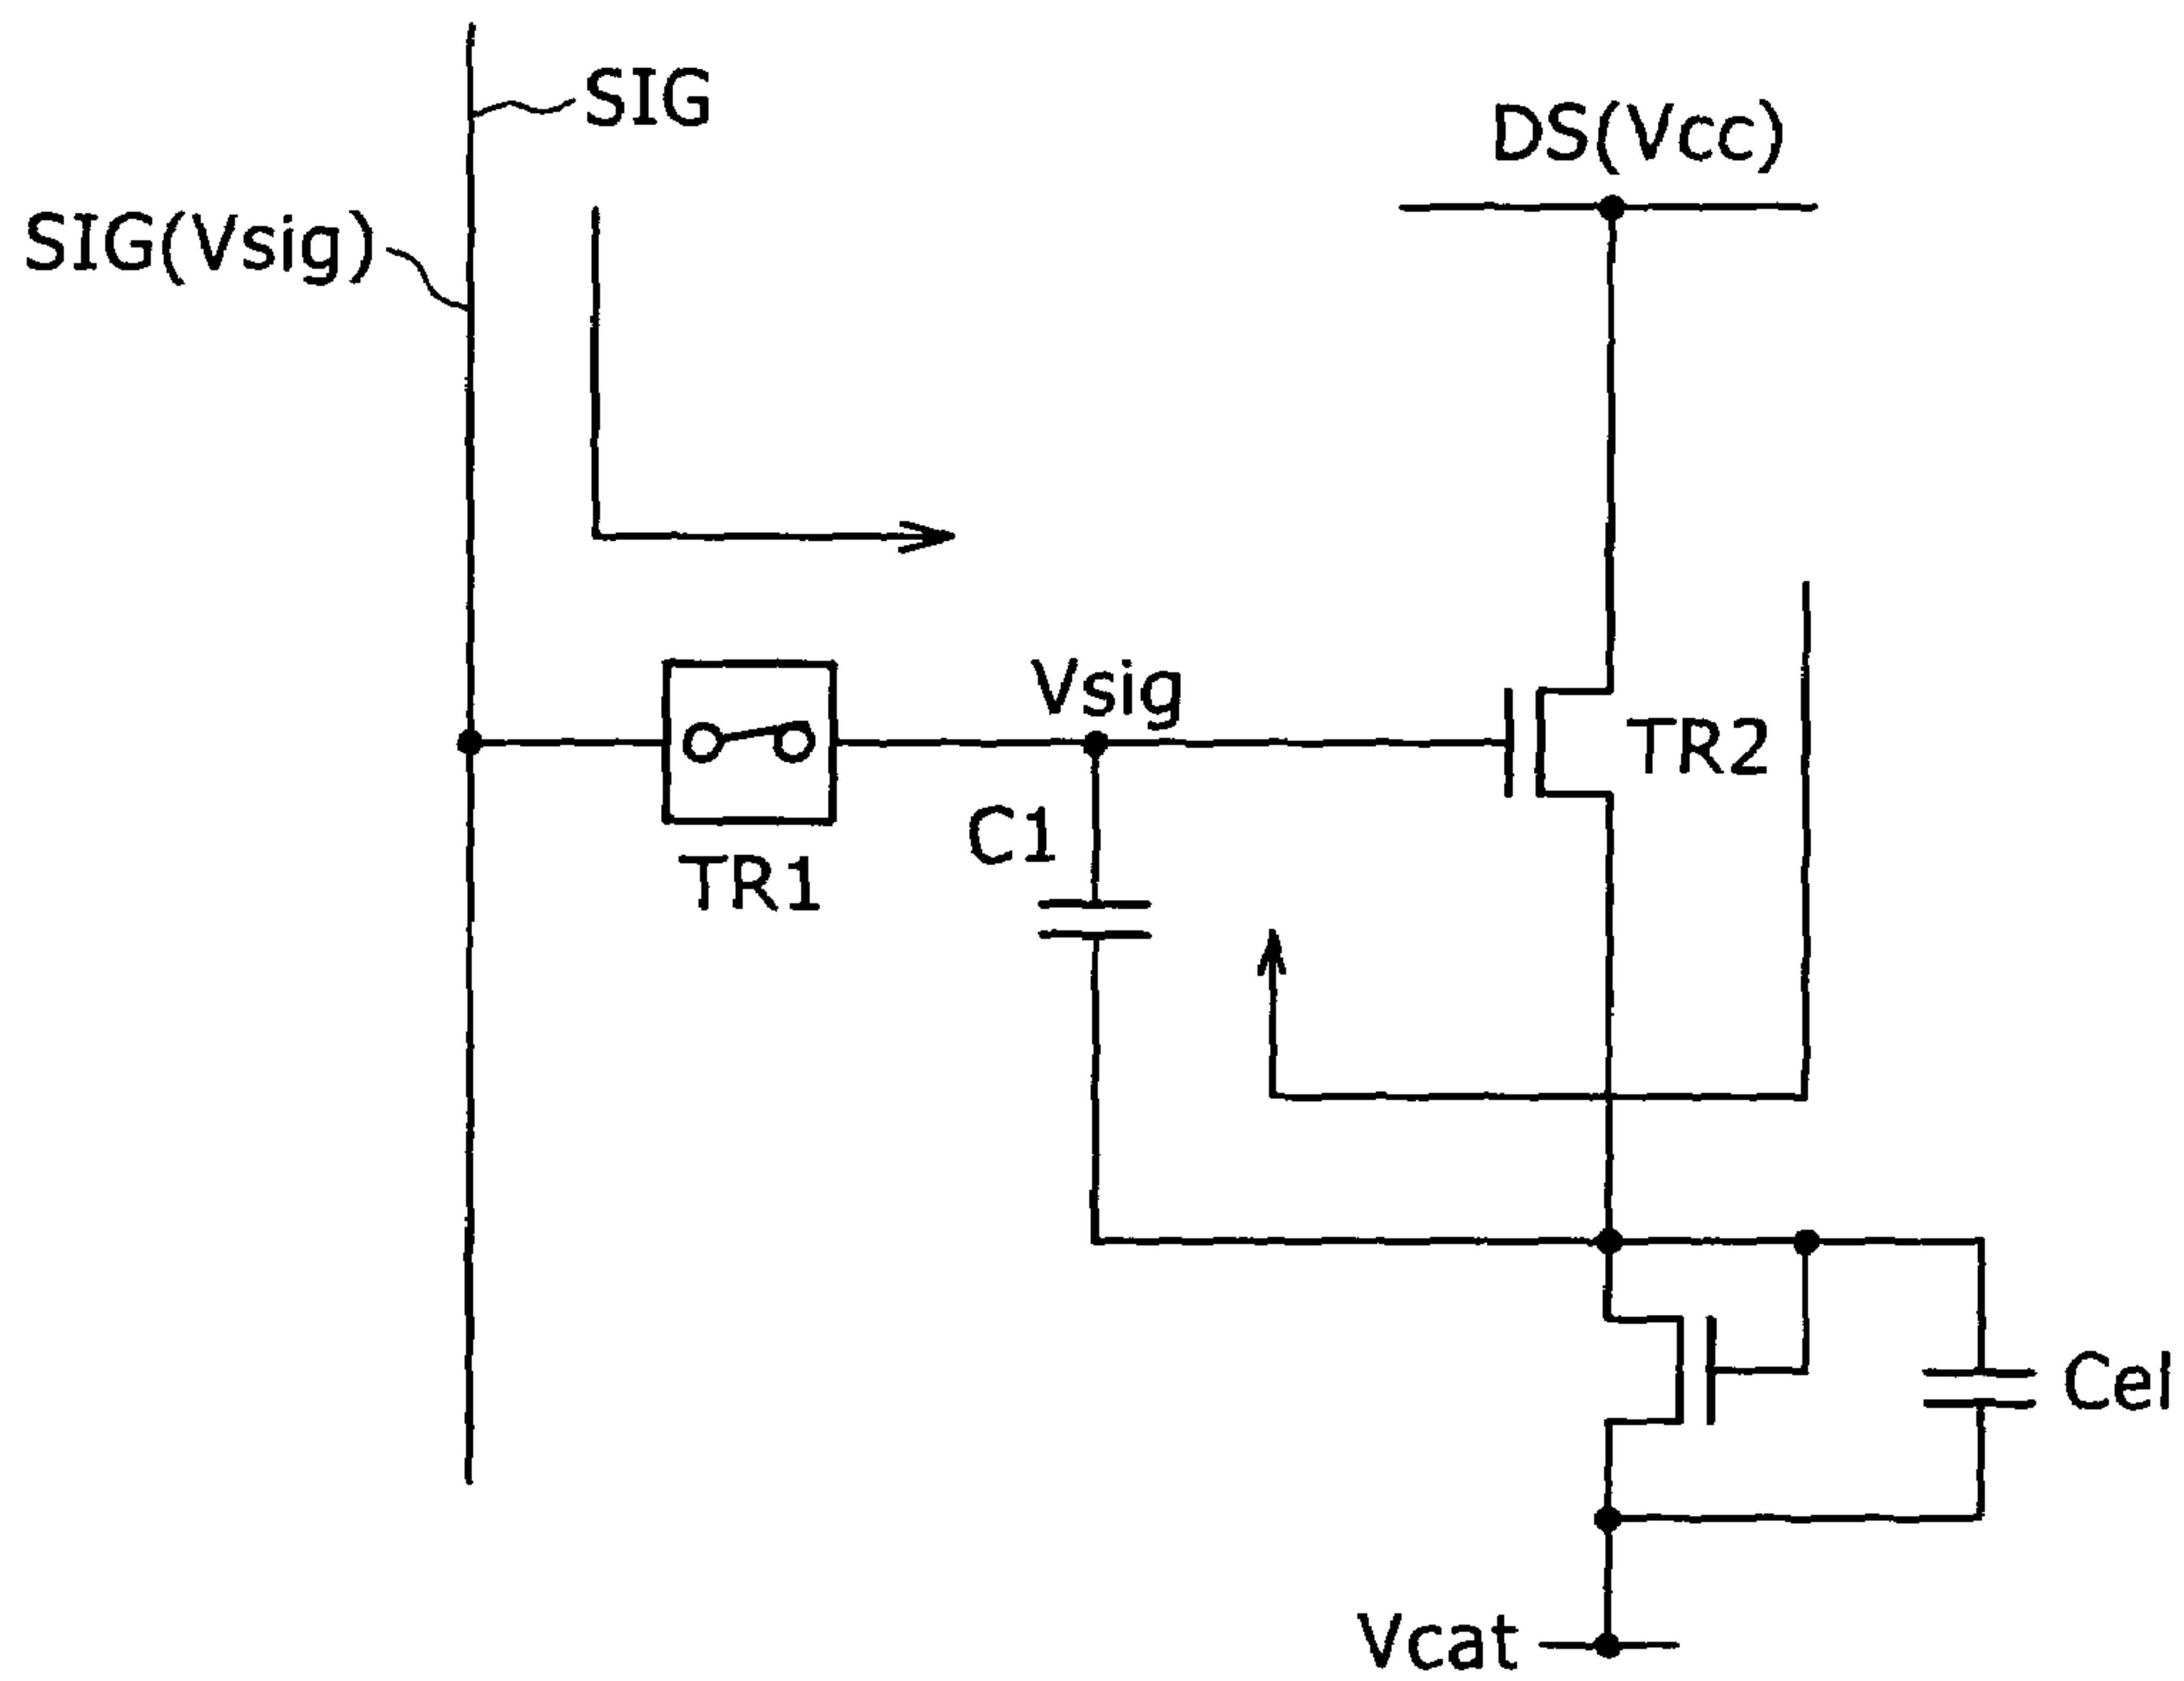 SIG
DS(Vcc)
SIG(Vsig)
Vsig
TR2
C1
TR1
Cel
Vcat